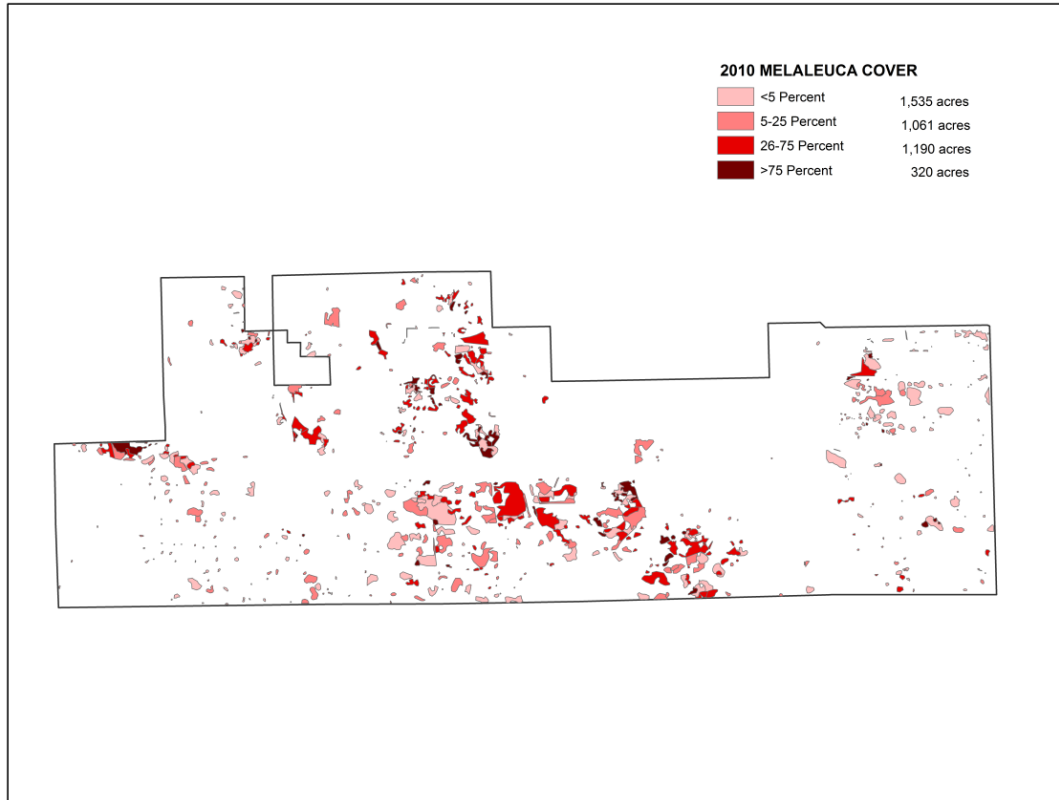 2010 MELALEUCA COVER
<5 Percent 1,535 acres
5-25 Percent 1,061 acres
26-75 Percent 1,190 acres
>75 Percent 320 acres